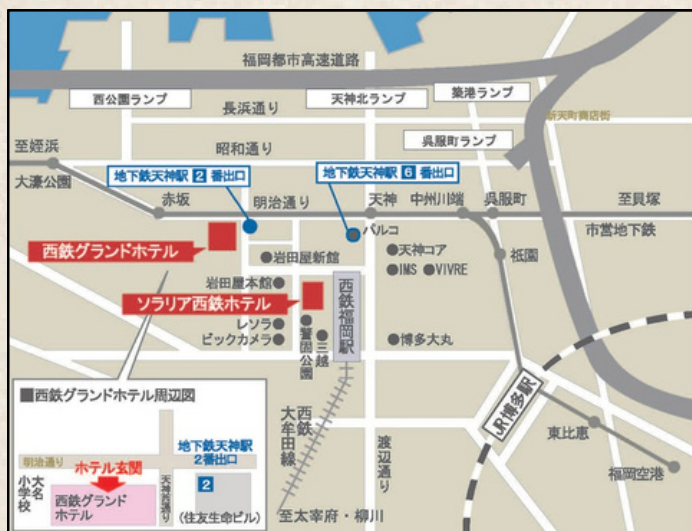 福岡都市高速道路
西公園ランプ
天神北ランプ
築港ランプ
長浜通り
新天町商店街
呉服町ランプ
至姪浜
昭和通り
大濠公園
地下鉄天神駅 2 番出口
地下鉄天神駅 6 番出口
赤坂
明治通り
天神
中州川端
呉服町
至貝塚
市営地下鉄
パルコ
西鉄グランドホテル
岩田屋新館
天神コア
IMS
VIVRE
祇園
岩田屋本館
ソラリア西鉄ホテル
西鉄福岡駅
レソラ
ビックカメラ
警固公園
三越
博多大丸
JR博多駅
東比恵
福岡空港
西鉄
大牟田線
渡辺通り
至太宰府・柳川
■西鉄グランドホテル周辺図
地下鉄天神駅
2番出口
明治通り
ホテル玄関
大名
小学校
西鉄グランド
ホテル
天神西通り
2
(住友生命ビル)